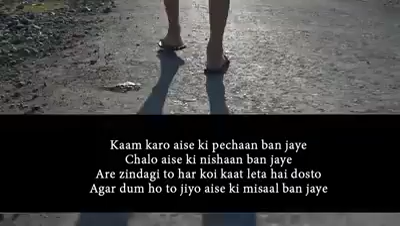 Kaam karo aise ki pechaan ban jaye
Chalo aise ki nishaan ban jaye
Are zindagi to har koi kaat leta hai dosto
Agar dum ho to jiyo aise ki misaal ban jaye